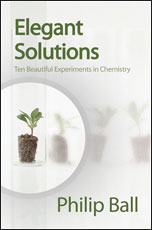 Elegant
Solutions
Ten Beautiful Experiments in Chemistry
Philip Ball